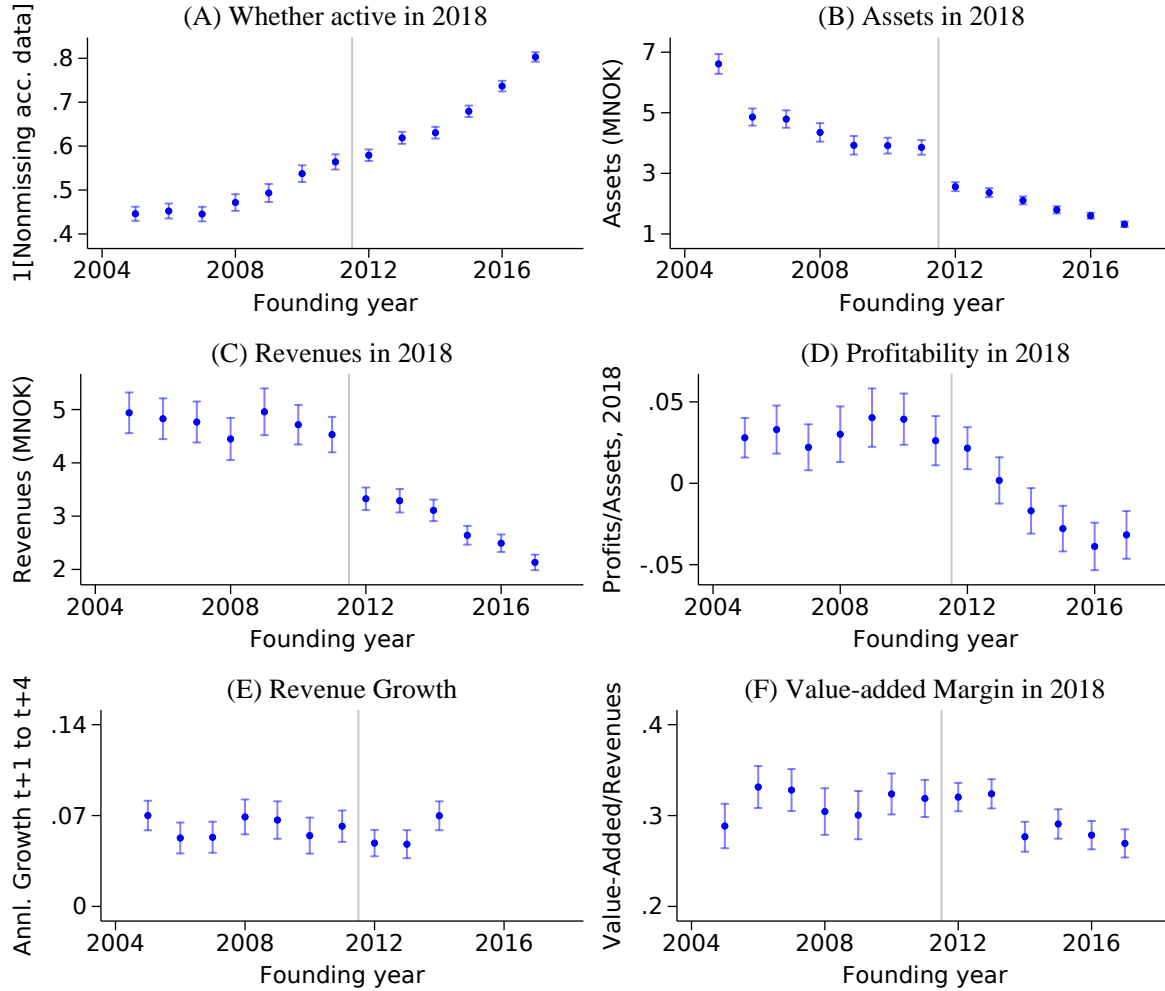 (A) Whether active in 2018
1[Nonmissing acc. data]
.8
.7
.6
.5
.4
2004 2008 2012 2016
Founding year
(B) Assets in 2018
Assets (MNOK)
7
5
3
1
2004 2008 2012 2016
Founding year
(C) Revenues in 2018
Revenues (MNOK)
5
4
3
2
2004 2008 2012 2016
Founding year
(D) Profitability in 2018
Profits/Assets, 2018
.05
0
-.05
2004 2008 2012 2016
Founding year
(E) Revenue Growth
Annl. Growth t+1 to t+4
.14
.07
0
2004 2008 2012 2016
Founding year
(F) Value-added Margin in 2018
Value-Added/Revenues
.4
.3
.2
2004 2008 2012 2016
Founding year